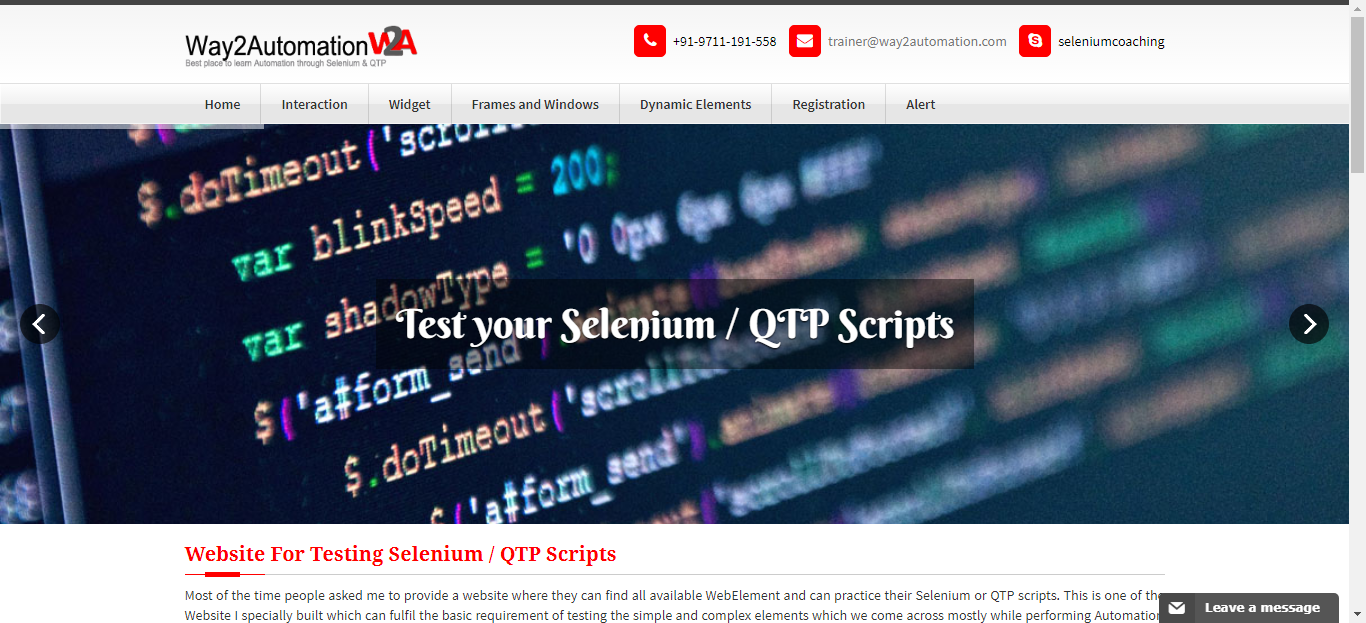 Way2Automation W2A
Best place to learn Automation through Selenium & QTP
+91-9711-191-558
trainer@way2automation.com
seleniumcoaching
Home
Interaction
Widget
Frames and Windows
Dynamic Elements
Registration
Alert
$.doTimeout('scroll
var blinkSpeed = 200;
var shadowType = '0 0px 6px 0px #FFF
$('a#form_send
$.doTimeout('scroll
$('a#form_send')
Test your Selenium / QTP Scripts
Website For Testing Selenium / QTP Scripts
Most of the time people asked me to provide a website where they can find all available WebElement and can practice their Selenium or QTP scripts. This is one of the
Website I specially built which can fulfil the basic requirement of testing the simple and complex elements which we come across mostly while performing Automation
Leave a message